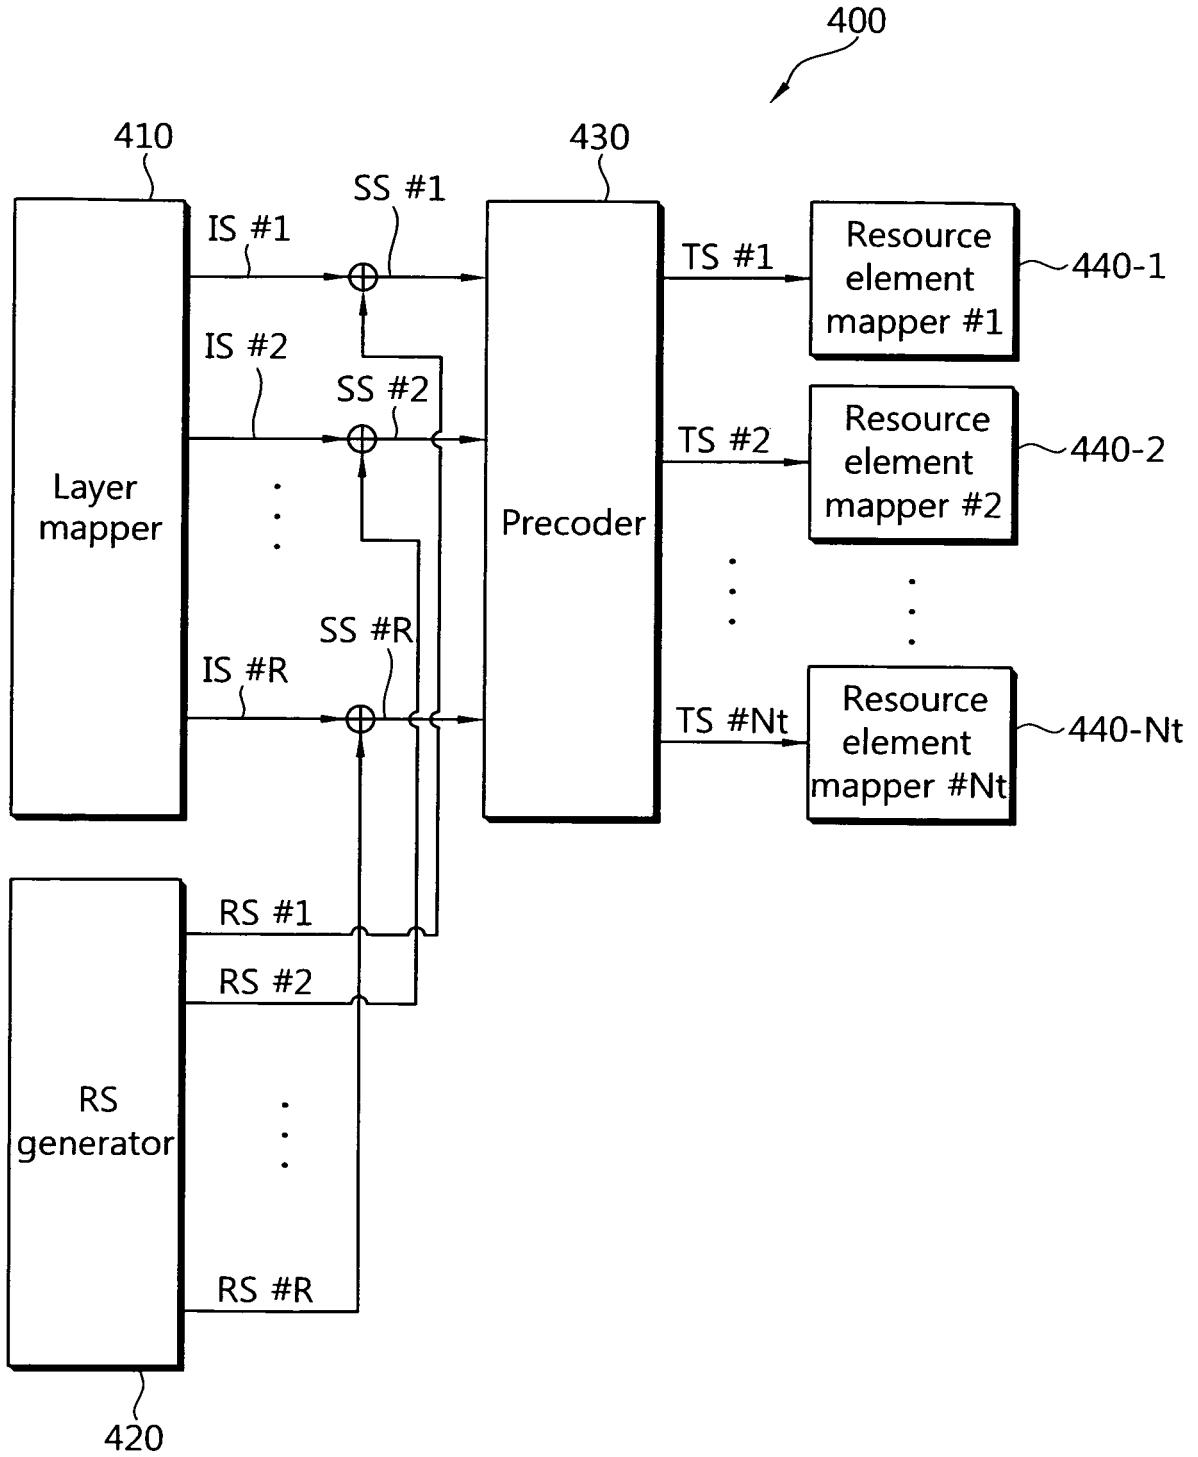 400
410
430
SS #1
IS #1
TS #1
Resource
element
mapper #1
440-1
IS #2
SS #2
TS #2
Resource
element
mapper #2
440-2
Layer
mapper
Precoder
SS #R
IS #R
TS #Nt
Resource
element
mapper #Nt
440-Nt
RS #1
RS #2
RS
generator
RS #R
420